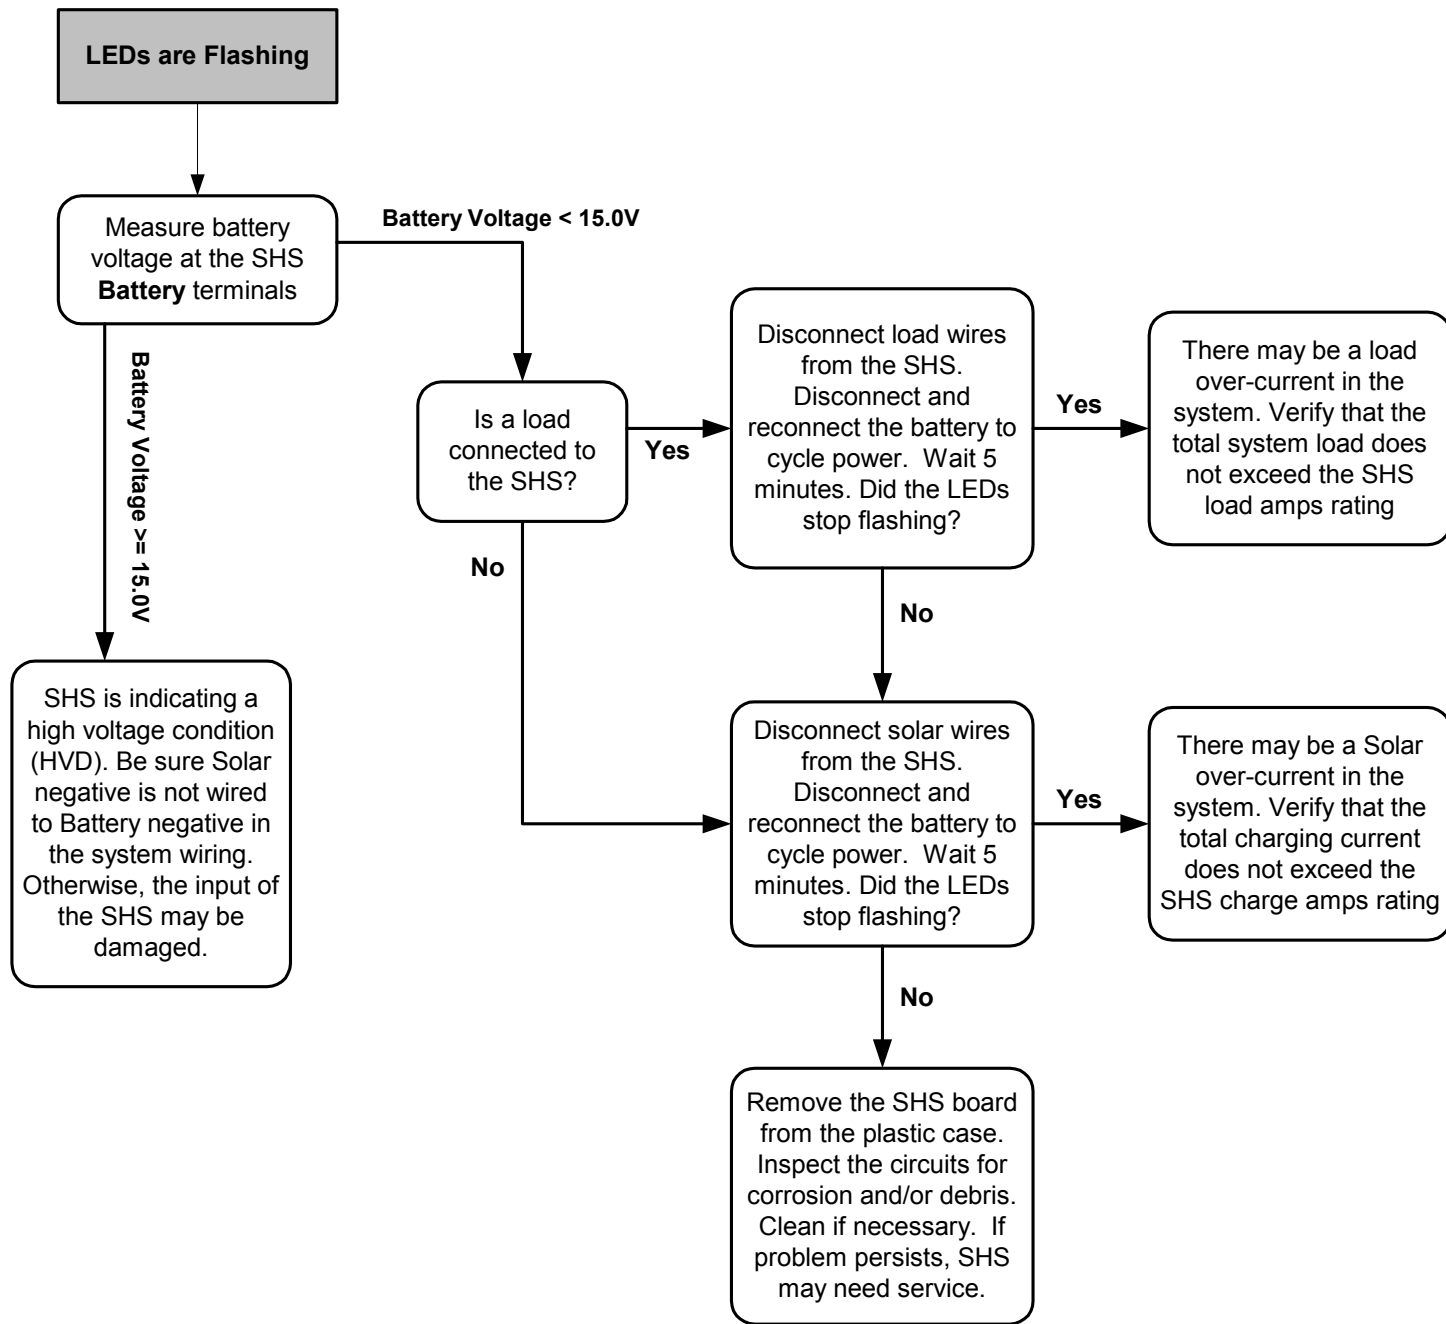 LEDs are Flashing
Measure battery
voltage at the SHS
Battery terminals
Battery Voltage < 15.0V
Battery Voltage >= 15.0V
SHS is indicating a
high voltage condition
(HVD). Be sure Solar
negative is not wired
to Battery negative in
the system wiring.
Otherwise, the input of
the SHS may be
damaged.
Is a load
connected to
the SHS?
Yes
No
Disconnect load wires
from the SHS.
Disconnect and
reconnect the battery to
cycle power.  Wait 5
minutes. Did the LEDs
stop flashing?
Yes
There may be a load
over-current in the
system. Verify that the
total system load does
not exceed the SHS
load amps rating
No
Disconnect solar wires
from the SHS.
Disconnect and
reconnect the battery to
cycle power.  Wait 5
minutes. Did the LEDs
stop flashing?
Yes
There may be a Solar
over-current in the
system. Verify that the
total charging current
does not exceed the
SHS charge amps rating
No
Remove the SHS board
from the plastic case.
Inspect the circuits for
corrosion and/or debris.
Clean if necessary.  If
problem persists, SHS
may need service.